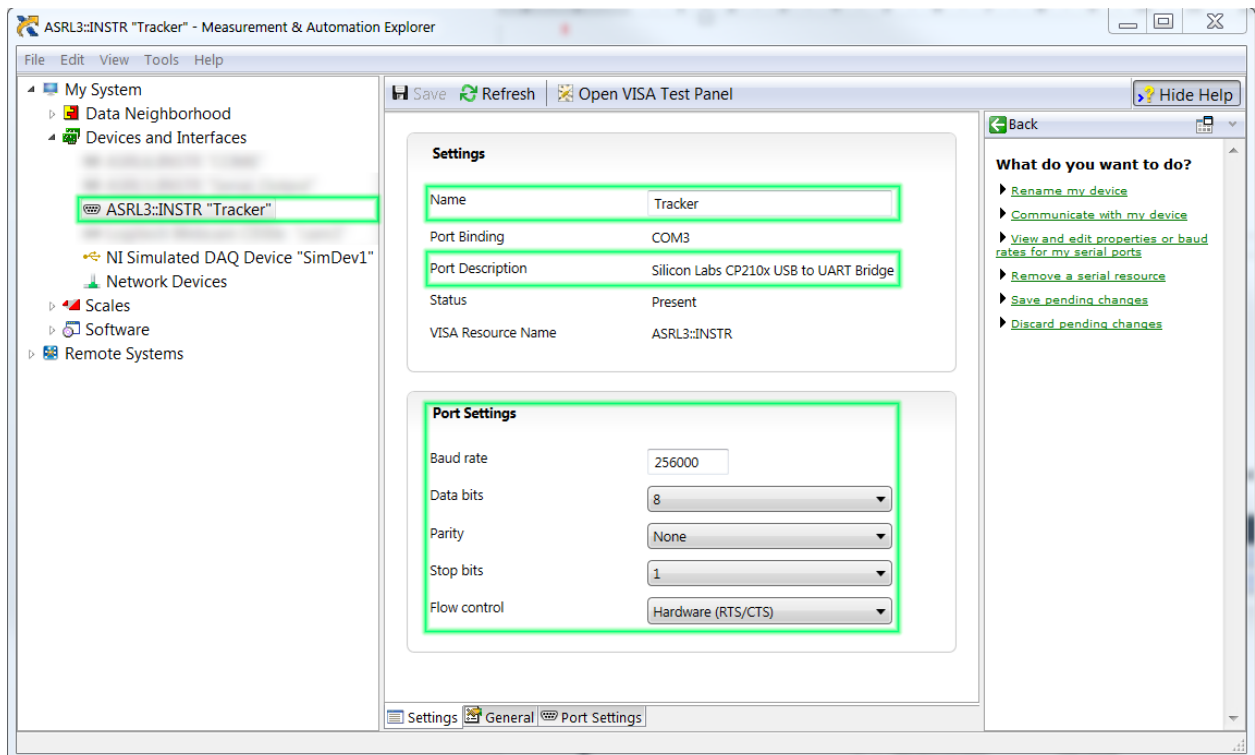 ASRL3::INSTR "Tracker" - Measurement & Automation Explorer
File Edit View Tools Help
My System
Data Neighborhood
Devices and Interfaces
ASRL3::INSTR "Tracker"
NI Simulated DAQ Device "SimDev1"
Network Devices
Scales
Software
Remote Systems
Save Refresh Open VISA Test Panel
Hide Help
Settings
Name Tracker
Port Binding COM3
Port Description Silicon Labs CP210x USB to UART Bridge
Status Present
VISA Resource Name ASRL3::INSTR
Port Settings
Baud rate 256000
Data bits 8
Parity None
Stop bits 1
Flow control Hardware (RTS/CTS)
Settings General Port Settings
Back
What do you want to do?
Rename my device
Communicate with my device
View and edit properties or baud
rates for my serial ports
Remove a serial resource
Save pending changes
Discard pending changes